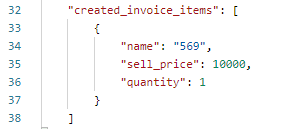 32 "created_invoice_items": [
33 {
34 "name": "569",
35 "sell_price": 10000,
36 "quantity": 1
37 }
38 ]